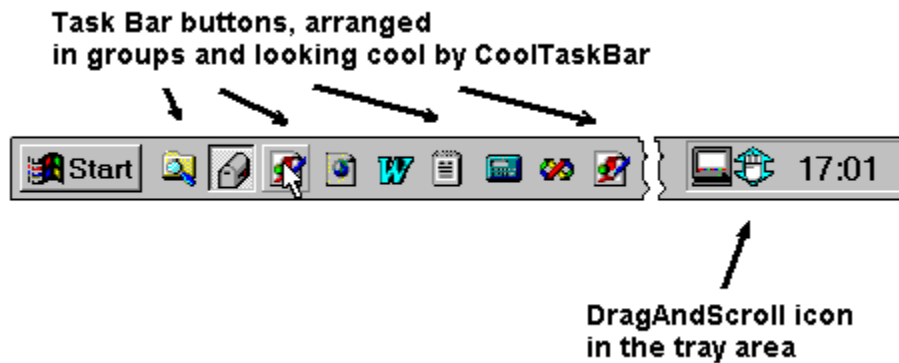 Task Bar buttons, arranged
in groups and looking cool by CoolTaskBar
Start
17:01
DragAndScroll icon
in the tray area